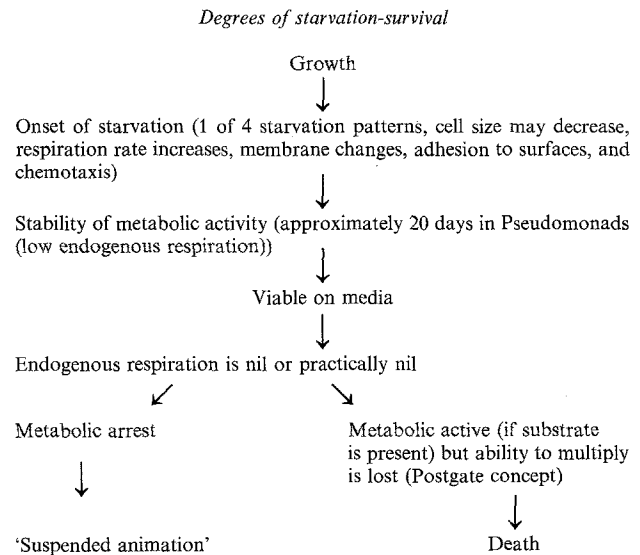 Degrees of starvation-survival
Growth
Onset of starvation (1 of 4 starvation patterns, cell size may decrease,
respiration rate increases, membrane changes, adhesion to surfaces, and
chemotaxis)
Stability of metabolic activity (approximately 20 days in Pseudomonads
(low endogenous respiration))
Viable on media
Endogenous respiration is nil or practically nil
Metabolic arrest
Metabolic active (if substrate
is present) but ability to multiply
is lost (Postgate concept)
'Suspended animation'
Death